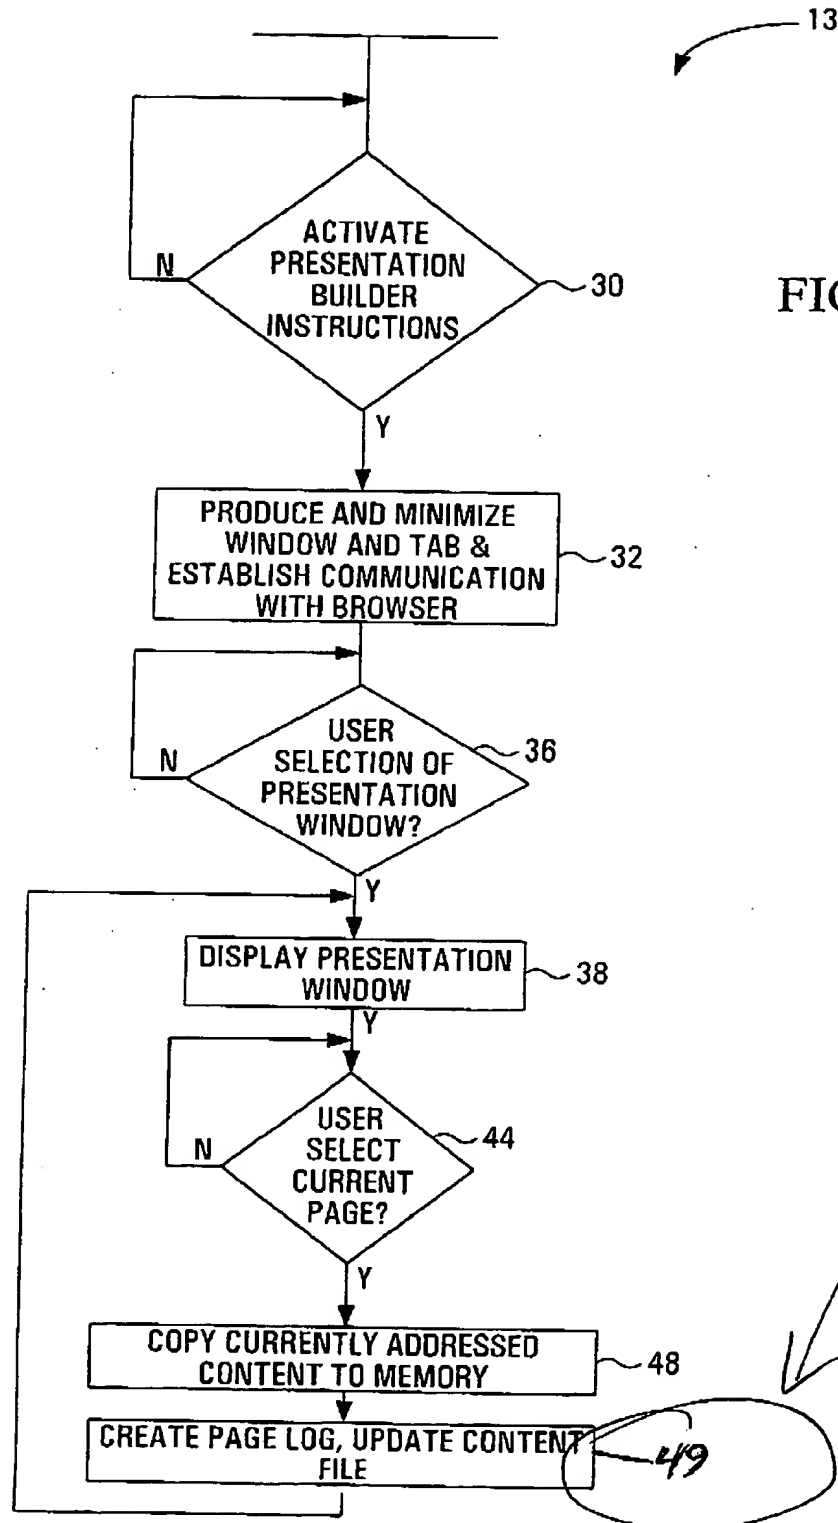 13
ACTIVATE
PRESENTATION
BUILDER
INSTRUCTIONS
N
30
FIG
Y
PRODUCE AND MINIMIZE
WINDOW AND TAB &
ESTABLISH COMMUNICATION
WITH BROWSER
32
USER
SELECTION OF
PRESENTATION
WINDOW?
36
N
Y
DISPLAY PRESENTATION
WINDOW
38
Y
USER
SELECT
CURRENT
PAGE?
44
N
Y
COPY CURRENTLY ADDRESSED
CONTENT TO MEMORY
48
CREATE PAGE LOG, UPDATE CONTENT
FILE
49